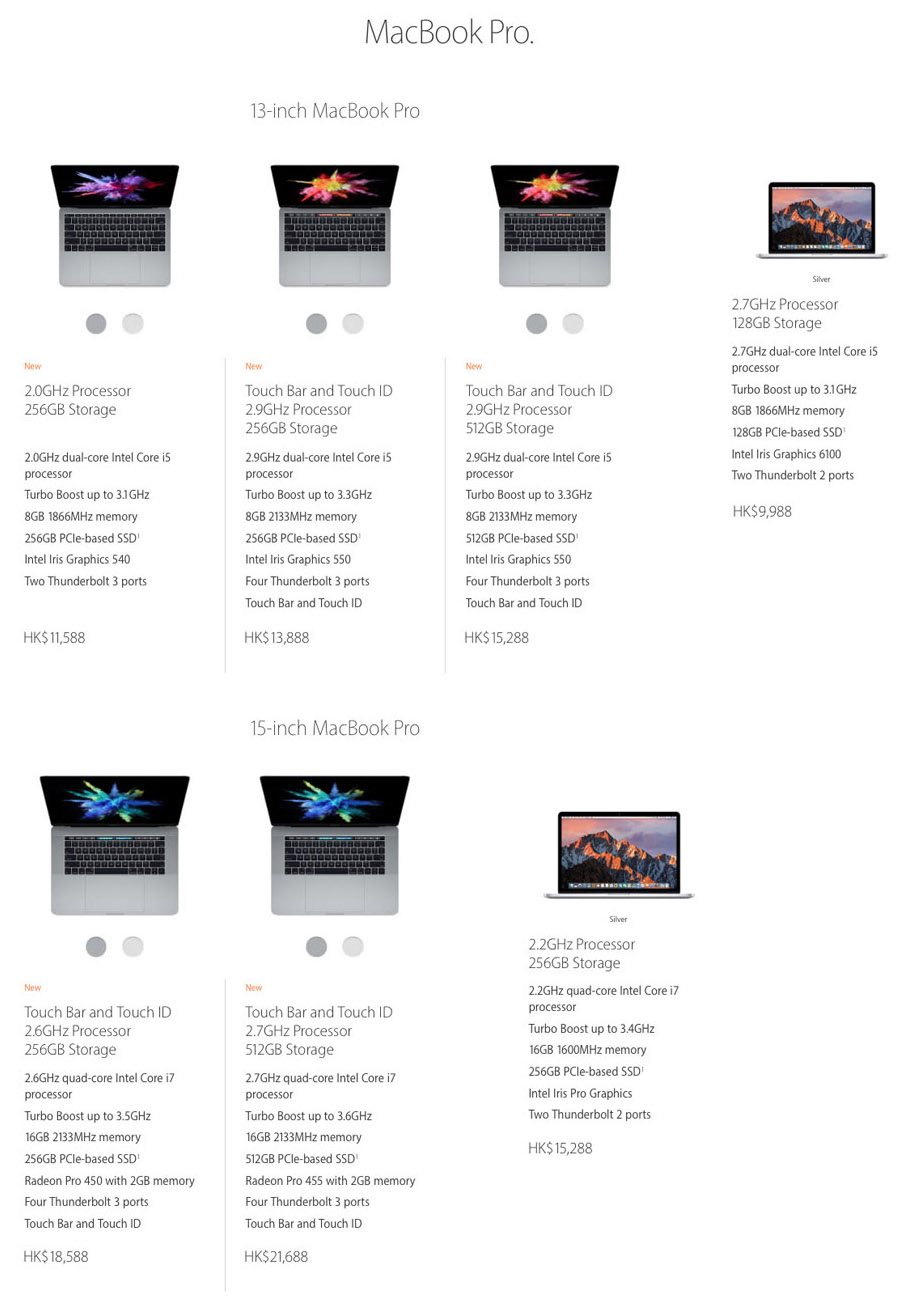 MacBook Pro.
13-inch MacBook Pro
New
2.0GHz Processor
256GB Storage
2.0GHz dual-core Intel Core i5
processor
Turbo Boost up to 3.1GHz
8GB 1866MHz memory
256GB PCIe-based SSD¹
Intel Iris Graphics 540
Two Thunderbolt 3 ports
HK$11,588
New
Touch Bar and Touch ID
2.9GHz Processor
256GB Storage
2.9GHz dual-core Intel Core i5
processor
Turbo Boost up to 3.3GHz
8GB 2133MHz memory
256GB PCIe-based SSD¹
Intel Iris Graphics 550
Four Thunderbolt 3 ports
Touch Bar and Touch ID
HK$13,888
New
Touch Bar and Touch ID
2.9GHz Processor
512GB Storage
2.9GHz dual-core Intel Core i5
processor
Turbo Boost up to 3.3GHz
8GB 2133MHz memory
512GB PCIe-based SSD¹
Intel Iris Graphics 550
Four Thunderbolt 3 ports
Touch Bar and Touch ID
HK$15,288
Silver
2.7GHz Processor
128GB Storage
2.7GHz dual-core Intel Core i5
processor
Turbo Boost up to 3.1GHz
8GB 1866MHz memory
128GB PCIe-based SSD¹
Intel Iris Graphics 6100
Two Thunderbolt 2 ports
HK$9,988
15-inch MacBook Pro
New
Touch Bar and Touch ID
2.6GHz Processor
256GB Storage
2.6GHz quad-core Intel Core i7
processor
Turbo Boost up to 3.5GHz
16GB 2133MHz memory
256GB PCIe-based SSD¹
Radeon Pro 450 with 2GB memory
Four Thunderbolt 3 ports
Touch Bar and Touch ID
HK$18,588
New
Touch Bar and Touch ID
2.7GHz Processor
512GB Storage
2.7GHz quad-core Intel Core i7
processor
Turbo Boost up to 3.6GHz
16GB 2133MHz memory
512GB PCIe-based SSD¹
Radeon Pro 455 with 2GB memory
Four Thunderbolt 3 ports
Touch Bar and Touch ID
HK$21,688
Silver
2.2GHz Processor
256GB Storage
2.2GHz quad-core Intel Core i7
processor
Turbo Boost up to 3.4GHz
16GB 1600MHz memory
256GB PCIe-based SSD¹
Intel Iris Pro Graphics
Two Thunderbolt 2 ports
HK$15,288